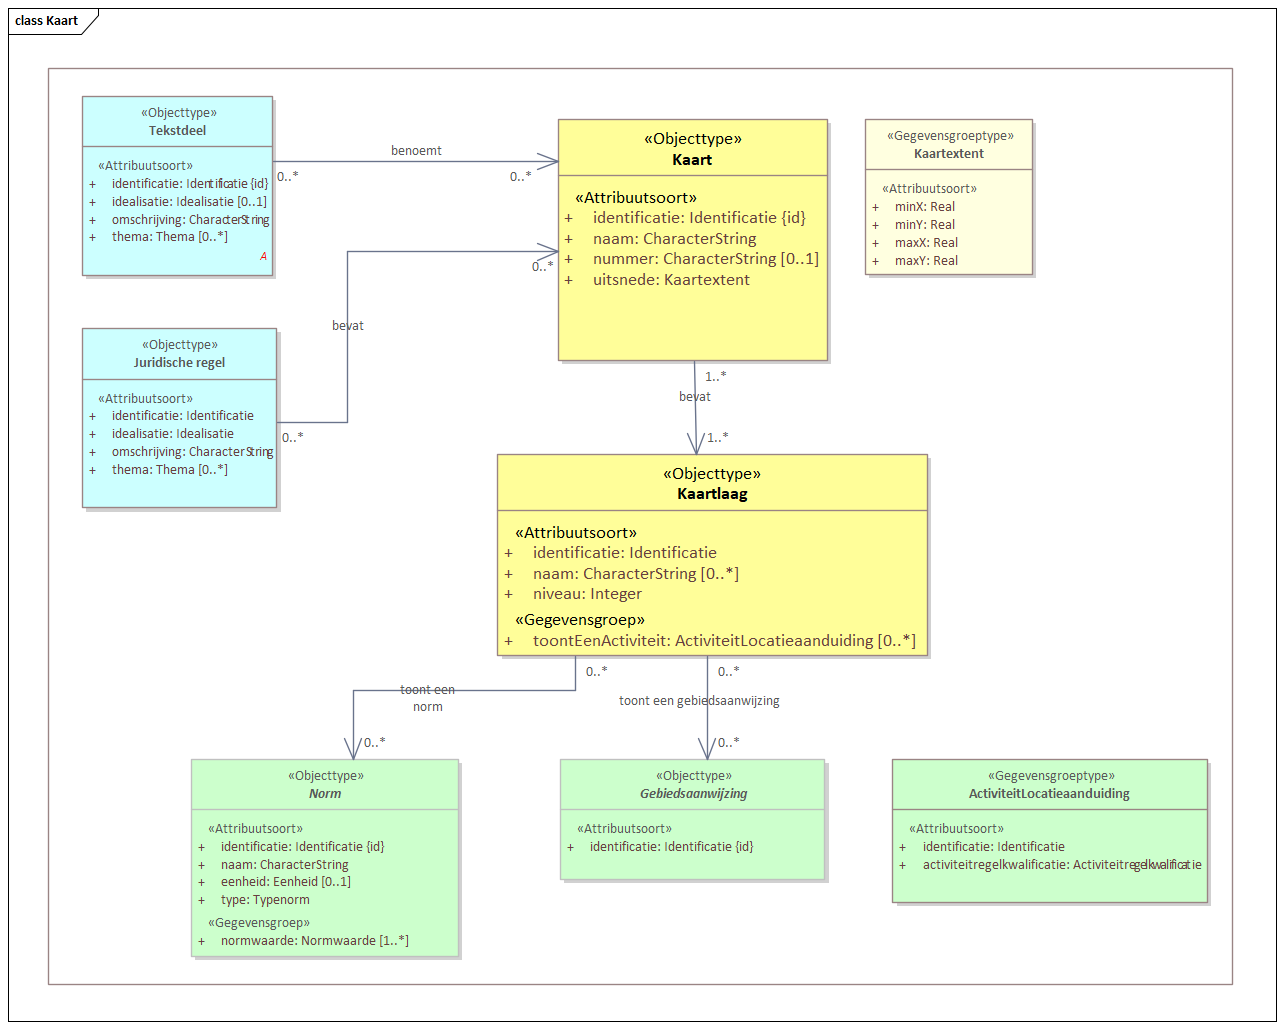 class Kaart
«Objecttype»
Tekstdeel
«Attribuutsoort»
+ identificatie: Identificatie {id}
+ idealisatie: Idealisatie [0..1]
+ omschrijving: CharacterString
+ thema: Thema [0..*]
A
benoemt
0..*
0..*
«Objecttype»
Kaart
«Attribuutsoort»
+ identificatie: Identificatie {id}
+ naam: CharacterString
+ nummer: CharacterString [0..1]
+ uitsnede: Kaartextent
«Gegevensgroeptype»
Kaartextent
«Attribuutsoort»
+ minX: Real
+ minY: Real
+ maxX: Real
+ maxY: Real
0..*
bevat
0..*
«Objecttype»
Juridische regel
«Attribuutsoort»
+ identificatie: Identificatie
+ idealisatie: Idealisatie
+ omschrijving: CharacterString
+ thema: Thema [0..*]
1..*
bevat
1..*
«Objecttype»
Kaartlaag
«Attribuutsoort»
+ identificatie: Identificatie
+ naam: CharacterString [0..*]
+ niveau: Integer
«Gegevensgroep»
+ toontEenActiviteit: ActiviteitLocatieaanduiding [0..*]
0..*
toont een
norm
0..*
0..*
toont een gebiedsaanwijzing
0..*
«Objecttype»
Norm
«Attribuutsoort»
+ identificatie: Identificatie {id}
+ naam: CharacterString
+ eenheid: Eenheid [0..1]
+ type: Typenorm
«Gegevensgroep»
+ normwaarde: Normwaarde [1..*]
«Objecttype»
Gebiedsaanwijzing
«Attribuutsoort»
+ identificatie: Identificatie {id}
«Gegevensgroeptype»
ActiviteitLocatieaanduiding
«Attribuutsoort»
+ identificatie: Identificatie
+ activiteitregelkwalificatie: Activiteitregelkwalificatie